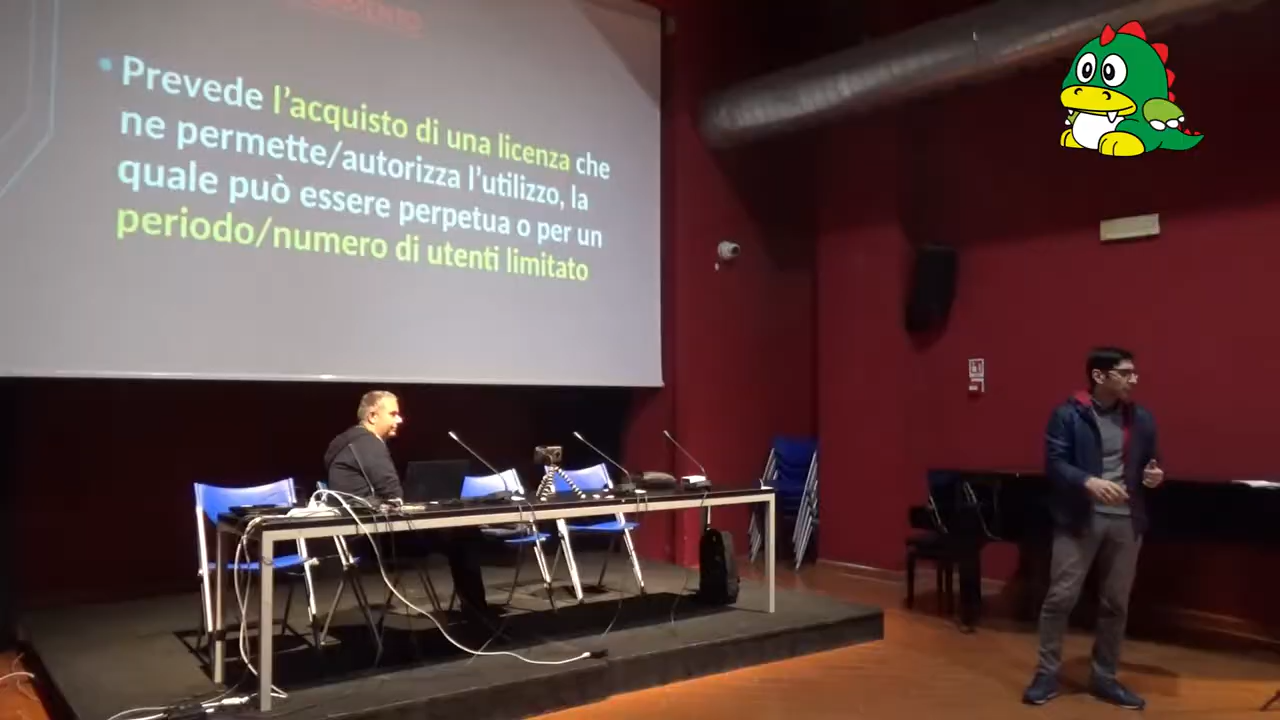 • Prevede l’acquisto di una licenza che
ne permette/autorizza l’utilizzo, la
quale può essere perpetua o per un
periodo/numero di utenti limitato